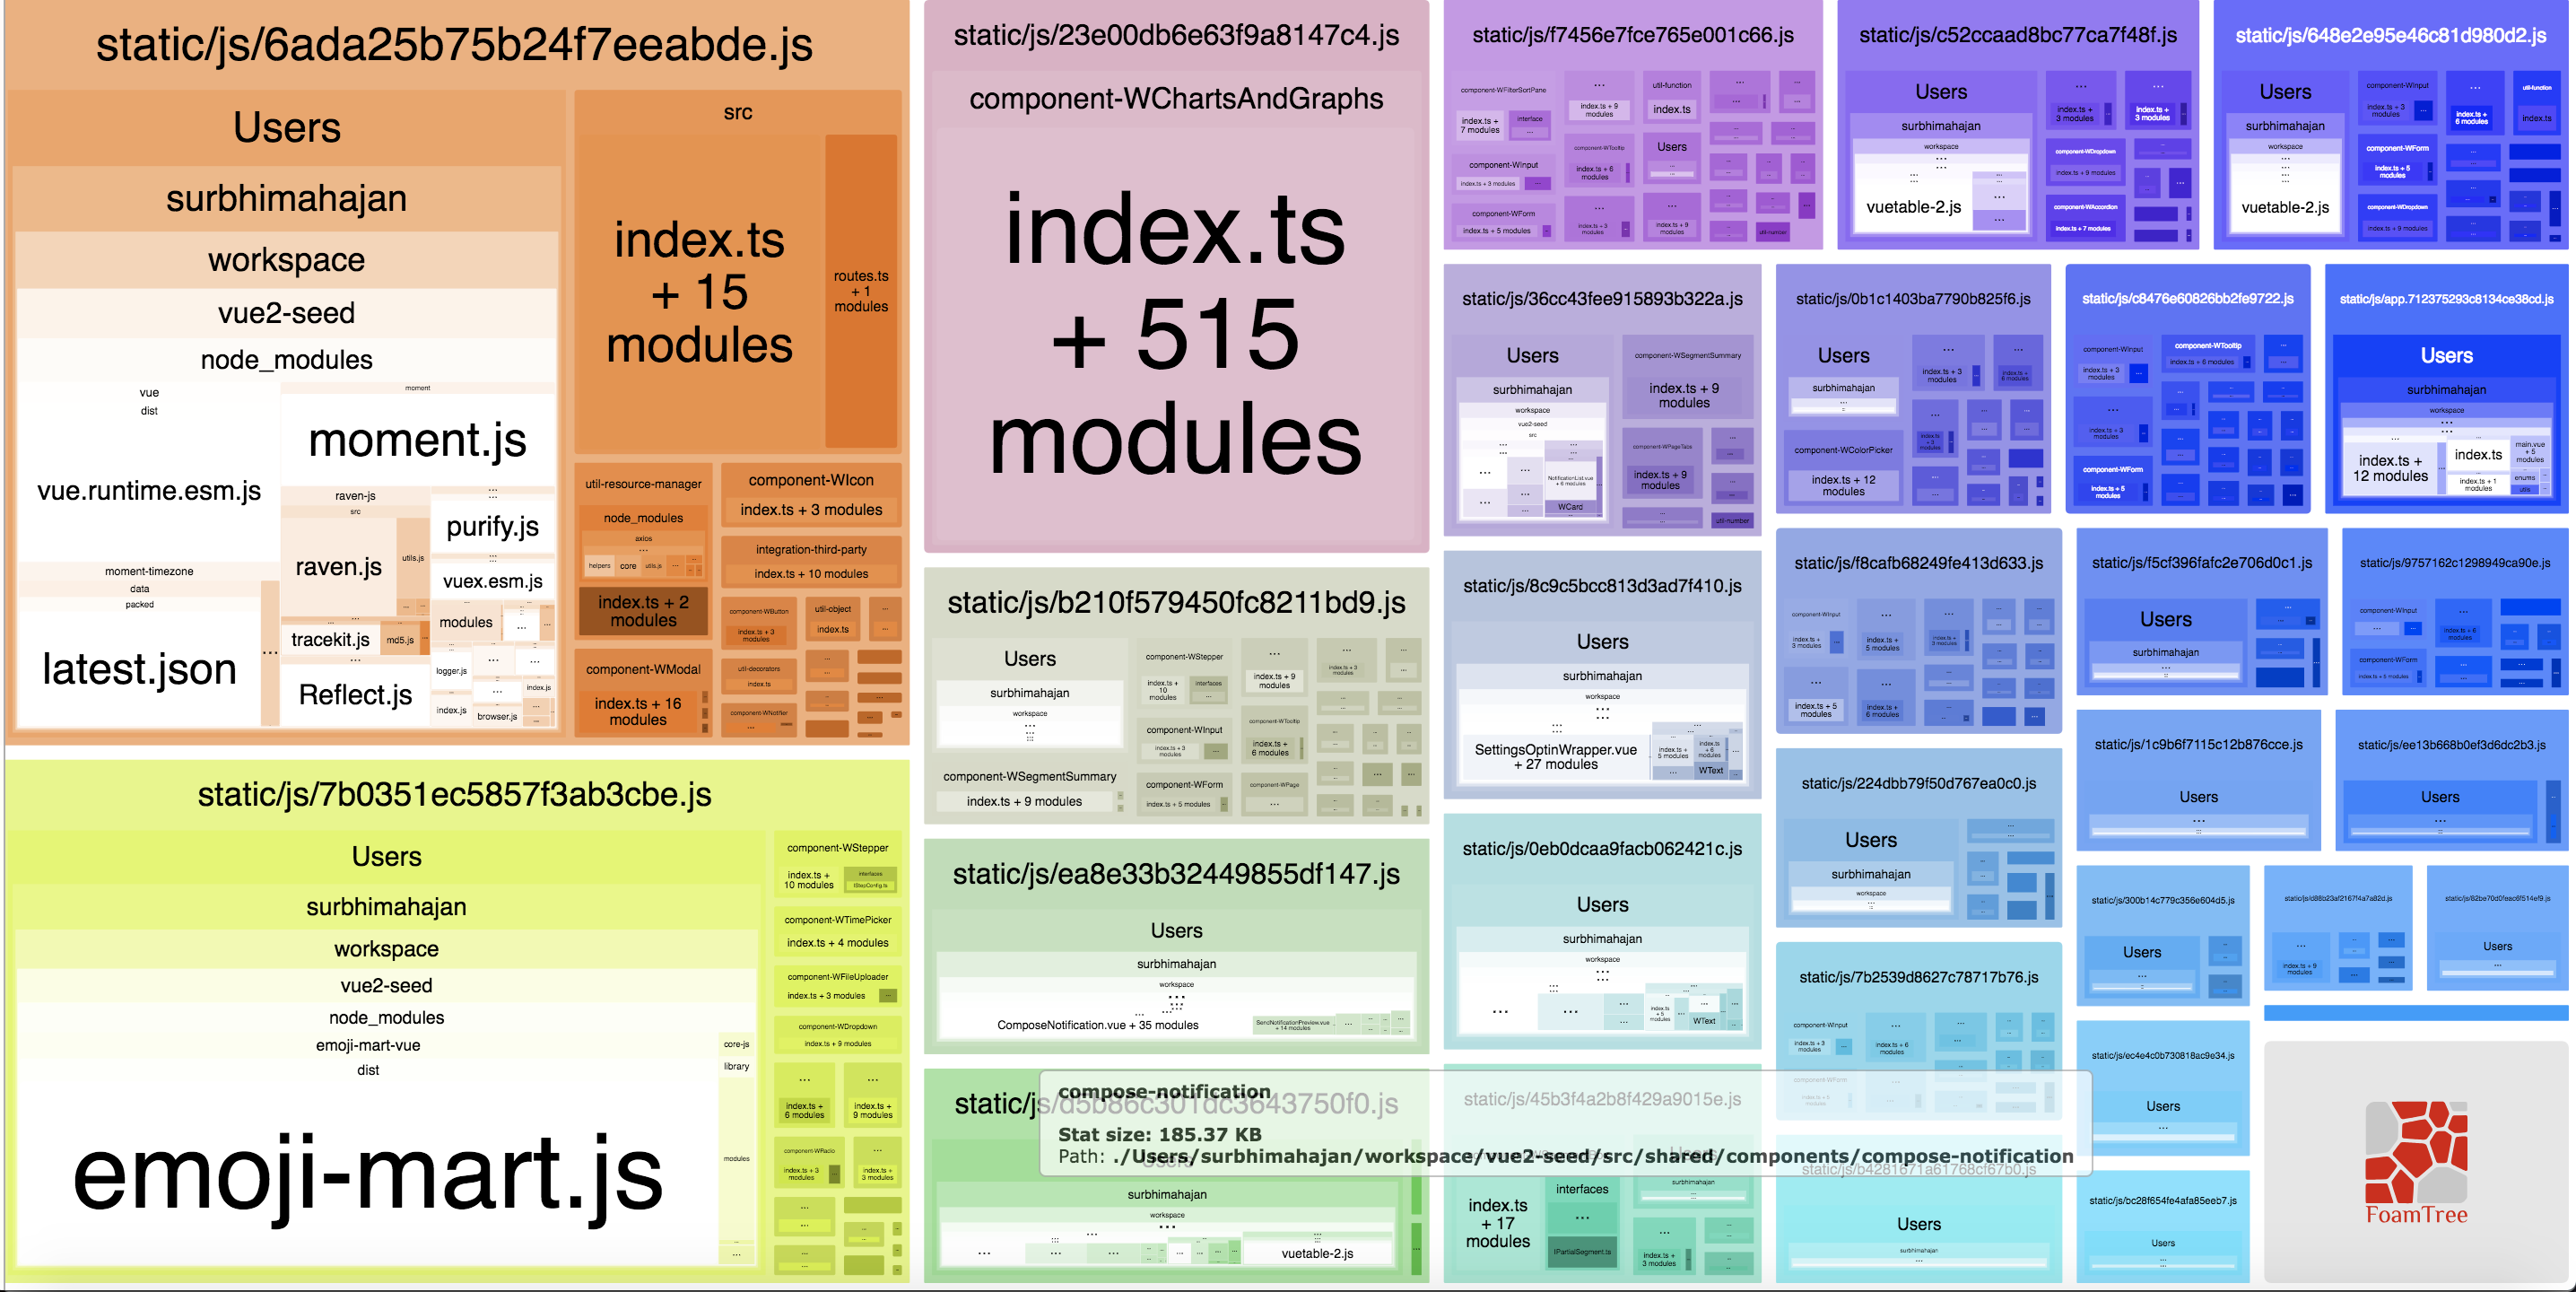 static/js/6ada25b75b24f7eeabde.js
Users
surbhimahajan
workspace
vue2-seed
node_modules
vue
dist
vue.runtime.esm.js
moment-timezone
data
packed
latest.json
...
moment
moment.js
raven-js
src
raven.js
utils.js
tracekit.js
md5.js
Reflect.js
purify.js
vuex.esm.js
modules
logger.js
index.js
browser.js
index.js
src
index.ts
+ 15
modules
routes.ts
+ 1
modules
util-resource-manager
node_modules
axios
...
helpers
core
utils.js
index.ts + 2
modules
component-WModal
index.ts + 16
modules
component-WIcon
index.ts + 3 modules
integration-third-party
index.ts + 10 modules
component-WButton
index.ts + 3
modules
util-object
index.ts
util-decorators
index.ts
component-WNotifier
static/js/7b0351ec5857f3ab3cbe.js
Users
surbhimahajan
workspace
vue2-seed
node_modules
emoji-mart-vue
dist
emoji-mart.js
core-js
library
modules
...
component-WStepper
index.ts +
10 modules
interfaces
IStepConfig.ts
component-WTimePicker
index.ts + 4 modules
component-WFileUploader
index.ts + 3 modules
component-WDropdown
index.ts + 9 modules
...
index.ts +
6 modules
...
index.ts +
9 modules
component-WRadio
index.ts + 3
modules
...
index.ts +
3 modules
static/js/23e00db6e63f9a8147c4.js
component-WChartsAndGraphs
index.ts
+ 515
modules
static/js/b210f579450fc8211bd9.js
Users
surbhimahajan
workspace
component-WSegmentSummary
index.ts + 9 modules
component-WStepper
index.ts +
10
modules
interfaces
...
component-WInput
index.ts + 3
modules
component-WForm
index.ts + 5 modules
...
index.ts + 9
modules
component-WTooltip
index.ts +
6 modules
component-WPage
...
index.ts + 3
modules
static/js/ea8e33b32449855df147.js
Users
surbhimahajan
workspace
ComposeNotification.vue + 35 modules
SendNotificationPreview.vue
+ 14 modules
static/js/d5b86c301dc3643750f0.js
Users
surbhimahajan
workspace
...
vuetable-2.js
compose-notification
Stat size: 185.37 KB
Path: ./Users/surbhimahajan/workspace/vue2-seed/src/shared/components/compose-notification
static/js/f7456e7fce765e001c66.js
component-WFilterSortPane
index.ts +
7 modules
interface
...
component-WInput
index.ts + 3 modules
component-WForm
index.ts + 5 modules
...
index.ts + 9
modules
component-WTooltip
index.ts + 6
modules
...
index.ts + 3
modules
util-function
index.ts
Users
...
index.ts + 9
modules
util-number
static/js/c52ccaad8bc77ca7f48f.js
Users
surbhimahajan
workspace
vuetable-2.js
...
index.ts +
3 modules
...
index.ts +
3 modules
component-WDropdown
index.ts + 9 modules
component-WAccordion
index.ts + 7 modules
static/js/648e2e95e46c81d980d2.js
Users
surbhimahajan
workspace
vuetable-2.js
component-WInput
index.ts + 3
modules
component-WForm
index.ts + 5
modules
component-WDropdown
index.ts + 9 modules
...
index.ts +
6 modules
util-function
index.ts
static/js/36cc43fee915893b322a.js
Users
surbhimahajan
workspace
vue2-seed
src
NotificationList.vue
+ 6 modules
WCard
component-WSegmentSummary
index.ts + 9
modules
component-WPageTabs
index.ts + 9
modules
util-number
static/js/0b1c1403ba7790b825f6.js
Users
surbhimahajan
component-WColorPicker
index.ts + 12
modules
...
index.ts + 3
modules
...
index.ts +
6 modules
index.ts
+ 3
modules
static/js/c8476e60826bb2fe9722.js
component-WInput
index.ts + 3
modules
...
index.ts + 3
modules
component-WForm
index.ts + 5
modules
component-WTooltip
index.ts + 6 modules
static/js/app.712375293c8134ce38cd.js
Users
surbhimahajan
workspace
index.ts +
12 modules
index.ts
index.ts + 1
modules
main.vue
+ 5
modules
enums
utils
static/js/8c9c5bcc813d3ad7f410.js
Users
surbhimahajan
workspace
SettingsOptinWrapper.vue
+ 27 modules
index.ts
+ 5
modules
index.ts
+ 6
modules
WText
static/js/f8cafb68249fe413d633.js
component-WInput
index.ts +
3 modules
...
index.ts + 5
modules
...
index.ts +
5 modules
...
index.ts +
6 modules
...
index.ts +
3 modules
static/js/f5cf396fafc2e706d0c1.js
Users
surbhimahajan
static/js/9757162c1298949ca90e.js
component-WInput
component-WForm
index.ts + 5 modules
...
index.ts + 6
modules
static/js/1c9b6f7115c12b876cce.js
Users
...
static/js/ee13b668b0ef3d6dc2b3.js
Users
...
static/js/224dbb79f50d767ea0c0.js
Users
surbhimahajan
workspace
static/js/0eb0dcaa9facb062421c.js
Users
surbhimahajan
workspace
index.ts
+ 5
modules
WText
static/js/300b14c779c356e604d5.js
Users
static/js/d88b23af2167f4a7a82d.js
...
index.ts + 9
modules
static/js/82be70d0feac6f514ef9.js
Users
static/js/7b2539d8627c78717b76.js
component-WInput
index.ts + 3
modules
...
index.ts + 6
modules
component-WForm
static/js/ec4e4c0b730818ac9e34.js
Users
...
static/js/45b3f4a2b8f429a9015e.js
Users
surbhimahajan
index.ts
+ 17
modules
interfaces
...
IPartialSegment.ts
...
index.ts +
3 modules
static/js/b4281671a61768cf67b0.js
Users
surbhimahajan
static/js/bc28f654fe4afa85eeb7.js
Users
FoamTree